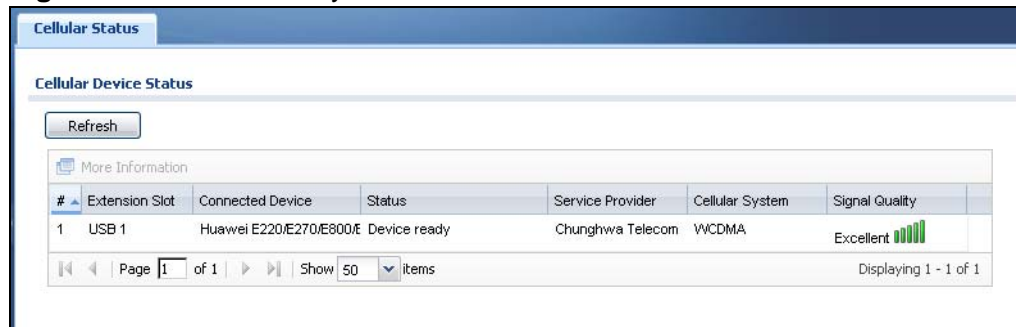 Cellular Status
Cellular Device Status
Refresh
More Information
# Extension Slot Connected Device Status Service Provider Cellular System Signal Quality
1 USB 1 Huawei E220/E270/E800/E Device ready Chunghwa Telecom WCDMA Excellent
Page 1 of 1 Show 50 items Displaying 1 - 1 of 1